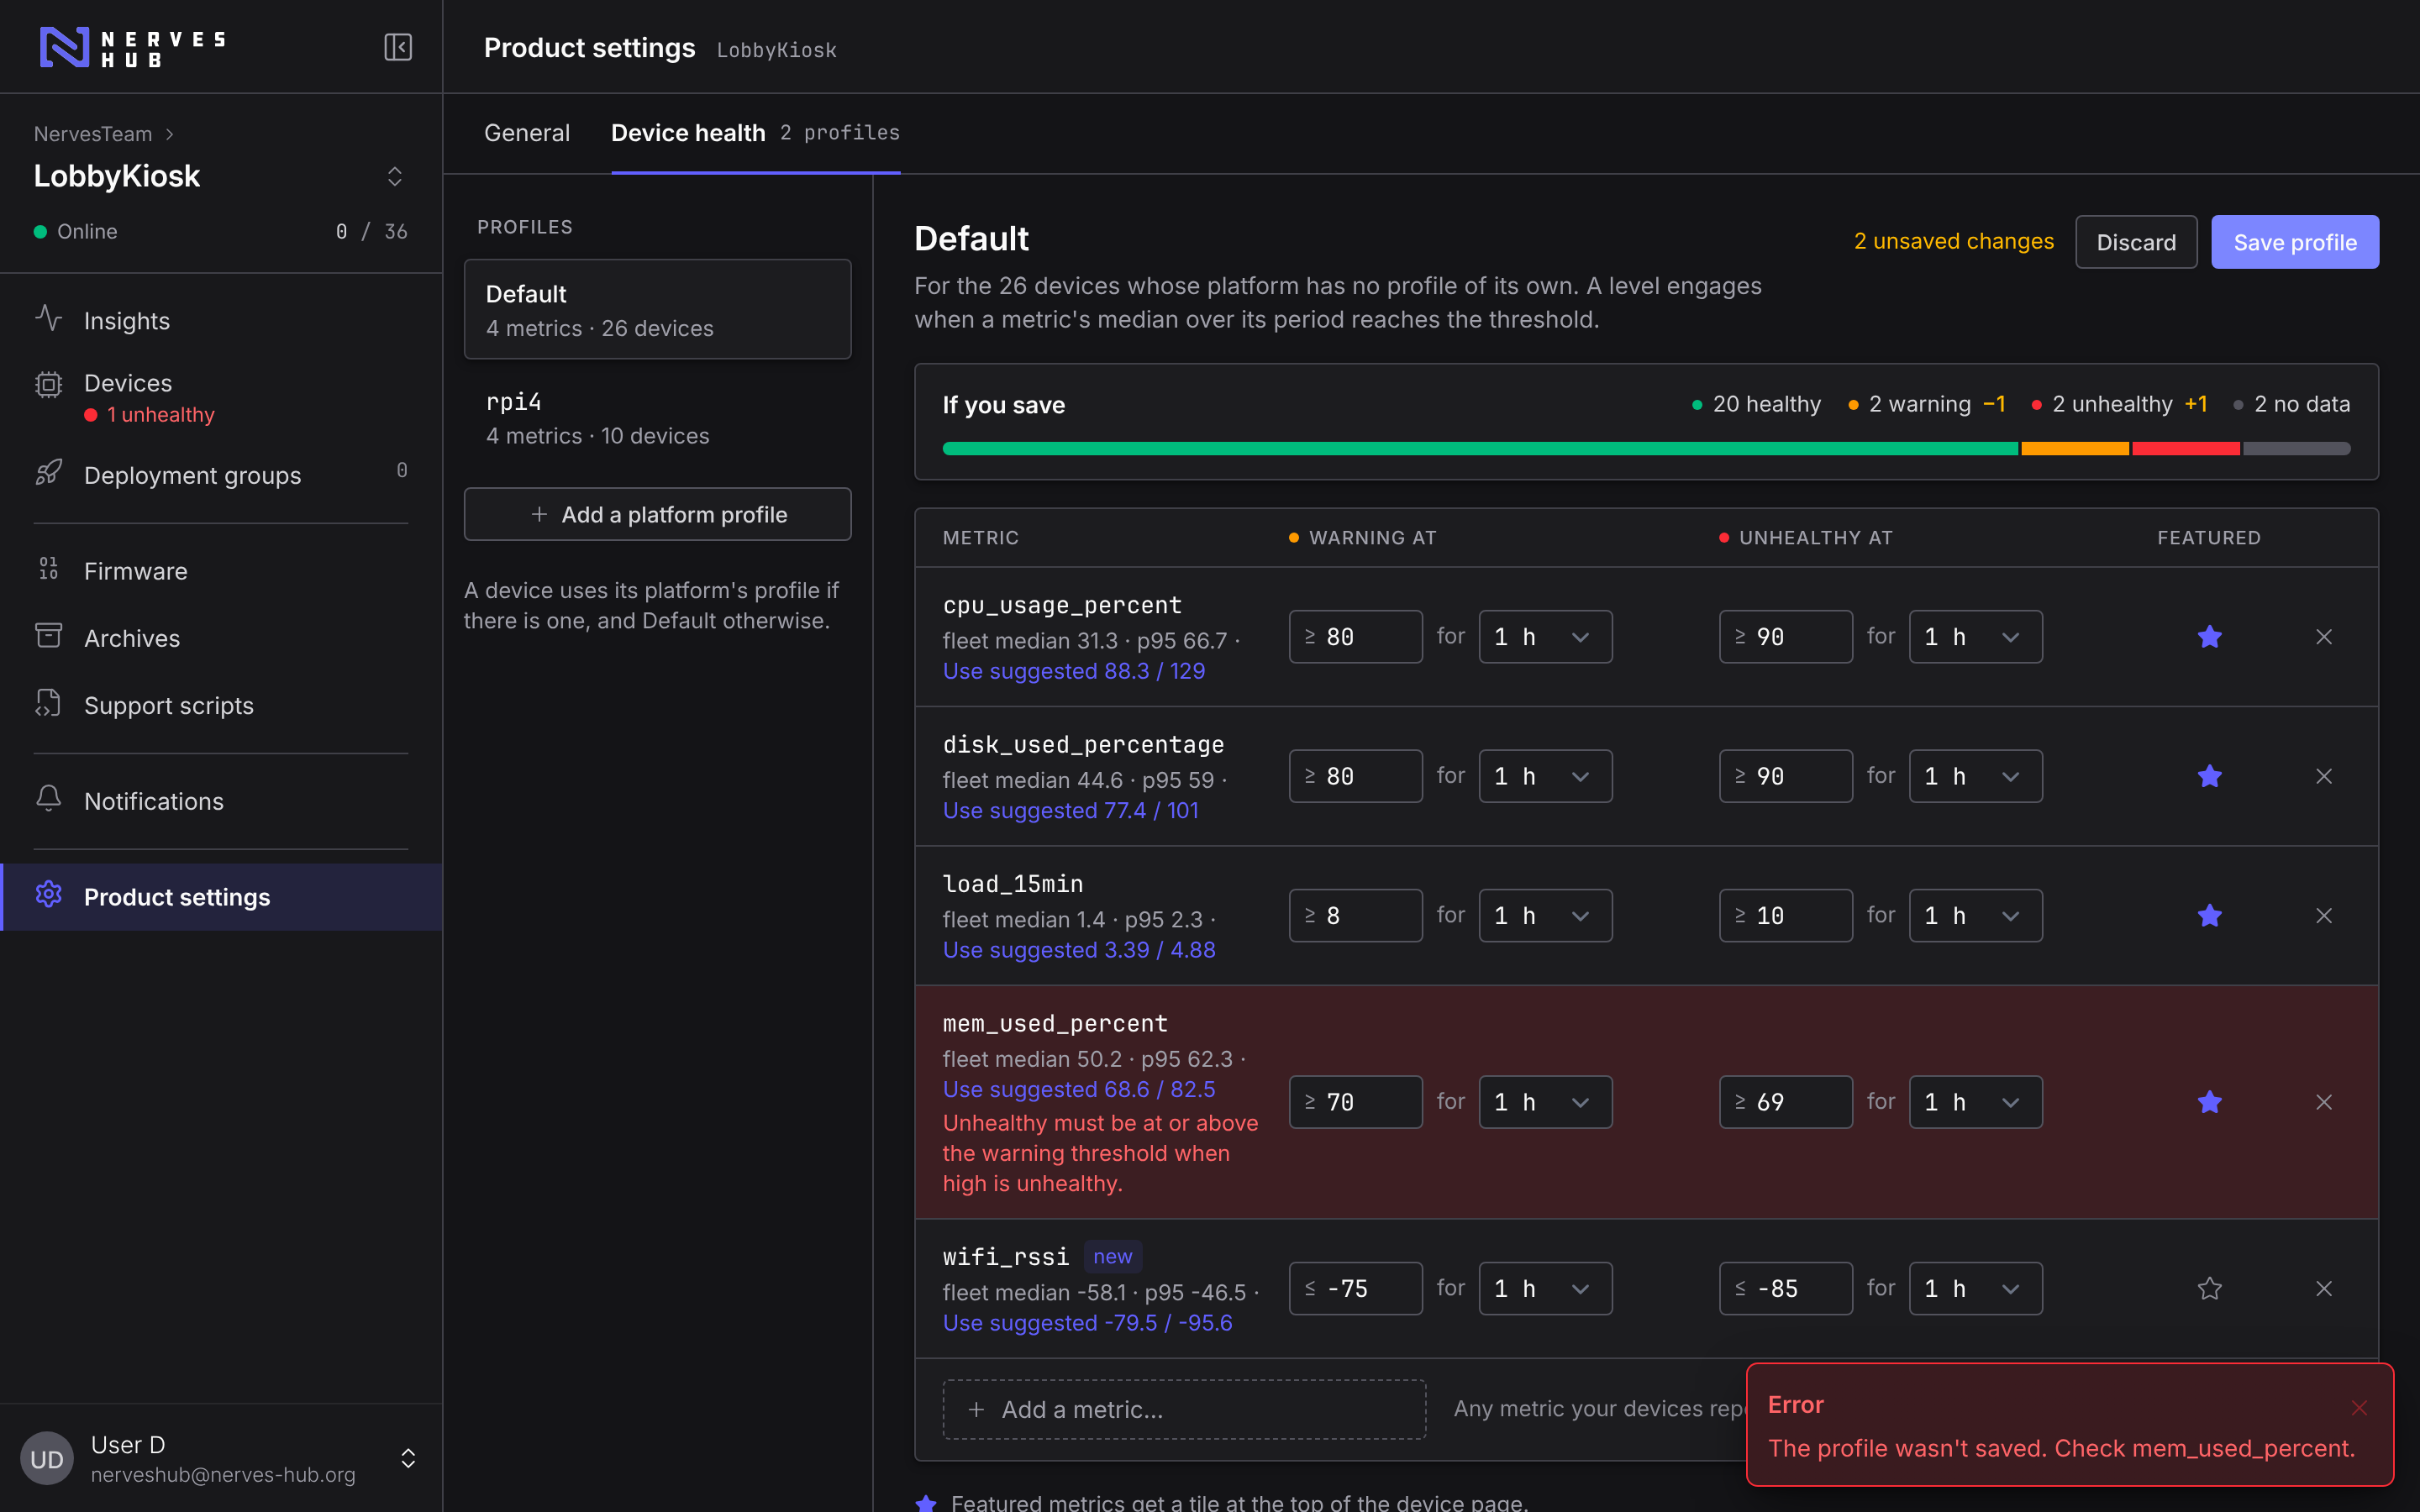 NERVES
HUB
NervesTeam
LobbyKiosk
Online
0 / 36
Insights
Devices
1 unhealthy
Deployment groups
0
01
10
Firmware
Archives
Support scripts
Notifications
Product settings
UD
User D
nerveshub@nerves-hub.org
Product settings LobbyKiosk
General
Device health 2 profiles
PROFILES
Default
4 metrics · 26 devices
rpi4
4 metrics · 10 devices
+ Add a platform profile
A device uses its platform's profile if
there is one, and Default otherwise.
Default
2 unsaved changes
Discard
Save profile
For the 26 devices whose platform has no profile of its own. A level engages
when a metric's median over its period reaches the threshold.
If you save
20 healthy
2 warning −1
2 unhealthy +1
2 no data
METRIC
WARNING AT
UNHEALTHY AT
FEATURED
cpu_usage_percent
fleet median 31.3 · p95 66.7 ·
Use suggested 88.3 / 129
≥ 80 for 1 h
≥ 90 for 1 h
disk_used_percentage
fleet median 44.6 · p95 59 ·
Use suggested 77.4 / 101
≥ 80 for 1 h
≥ 90 for 1 h
load_15min
fleet median 1.4 · p95 2.3 ·
Use suggested 3.39 / 4.88
≥ 8 for 1 h
≥ 10 for 1 h
mem_used_percent
fleet median 50.2 · p95 62.3 ·
Use suggested 68.6 / 82.5
Unhealthy must be at or above
the warning threshold when
high is unhealthy.
≥ 70 for 1 h
≥ 69 for 1 h
wifi_rssi new
fleet median -58.1 · p95 -46.5 ·
Use suggested -79.5 / -95.6
≤ -75 for 1 h
≤ -85 for 1 h
+ Add a metric...
Any metric your devices
Error
The profile wasn't saved. Check mem_used_percent.
Featured metrics get a tile at the top of the device page.